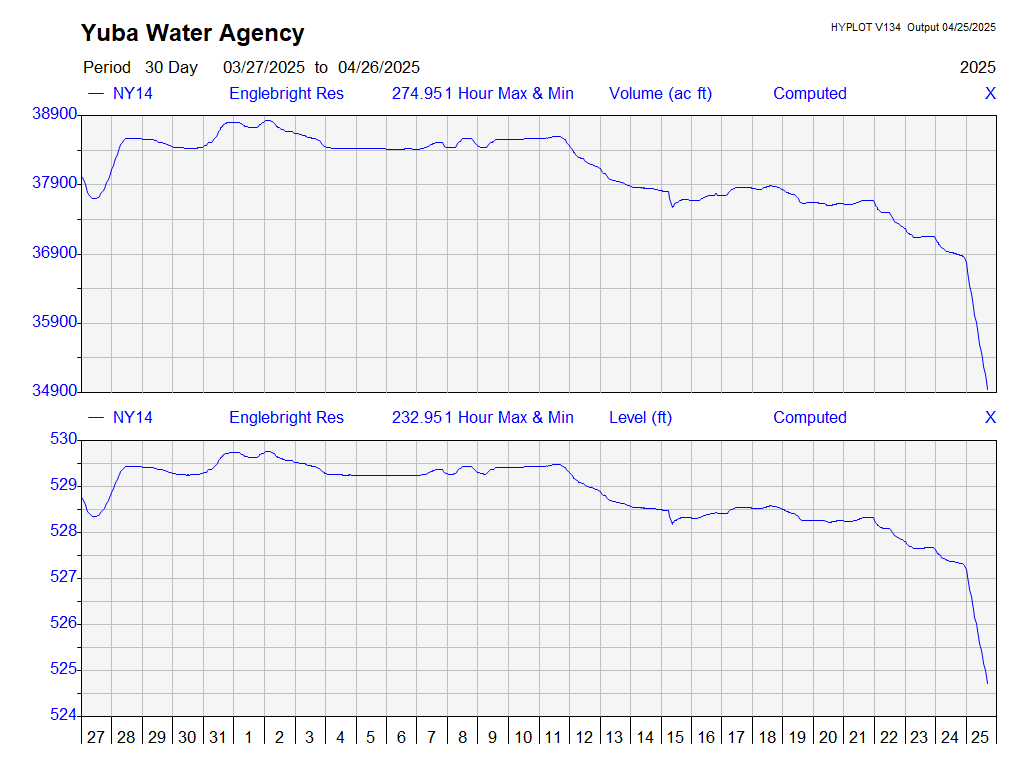 Yuba Water Agency
HYPLOT V134 Output 04/25/2025
Period 30 Day 03/27/2025 to 04/26/2025 2025
NY14 Englebright Res 274.951 Hour Max & Min Volume (ac ft) Computed X
38900
37900
36900
35900
34900
NY14 Englebright Res 232.951 Hour Max & Min Level (ft) Computed X
530
529
528
527
526
525
524
27 28 29 30 31 1 2 3 4 5 6 7 8 9 10 11 12 13 14 15 16 17 18 19 20 21 22 23 24 25